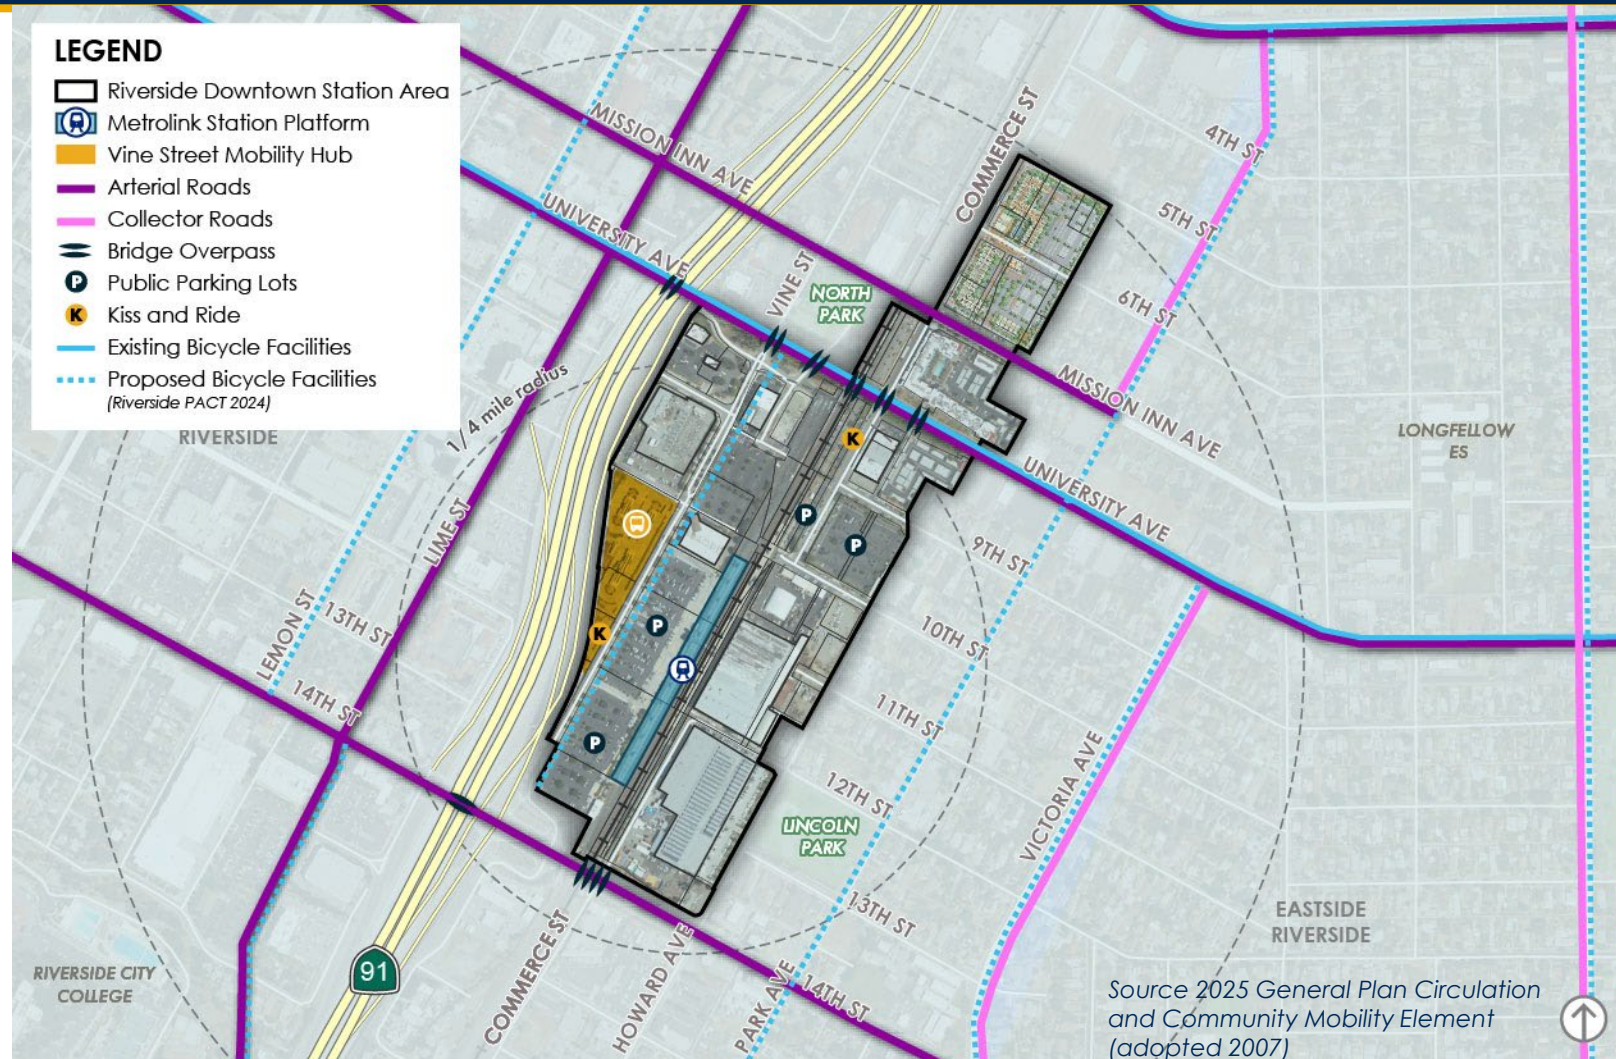 LEGEND
Riverside Downtown Station Area
Metrolink Station Platform
Vine Street Mobility Hub
Arterial Roads
Collector Roads
Bridge Overpass
P Public Parking Lots
K Kiss and Ride
Existing Bicycle Facilities
Proposed Bicycle Facilities
(Riverside PACT 2024)
RIVERSIDE
MISSION INN AVE
UNIVERSITY AVE
COMMERCE ST
VINE ST
NORTH
PARK
4TH ST
5TH ST
6TH ST
MISSION INN AVE
LONGFELLOW
ES
1/4 mile radius
K
UNIVERSITY AVE
LIME ST
P
P
9TH ST
LEMON ST
13TH ST
K
P
10TH ST
14TH ST
11TH ST
P
12TH ST
VICTORIA AVE
LINCOLN
PARK
13TH ST
EASTSIDE
RIVERSIDE
91
RIVERSIDE CITY
COLLEGE
COMMERCE ST
HOWARD AVE
PARK AVE
14TH ST
Source 2025 General Plan Circulation
and Community Mobility Element
(adopted 2007)